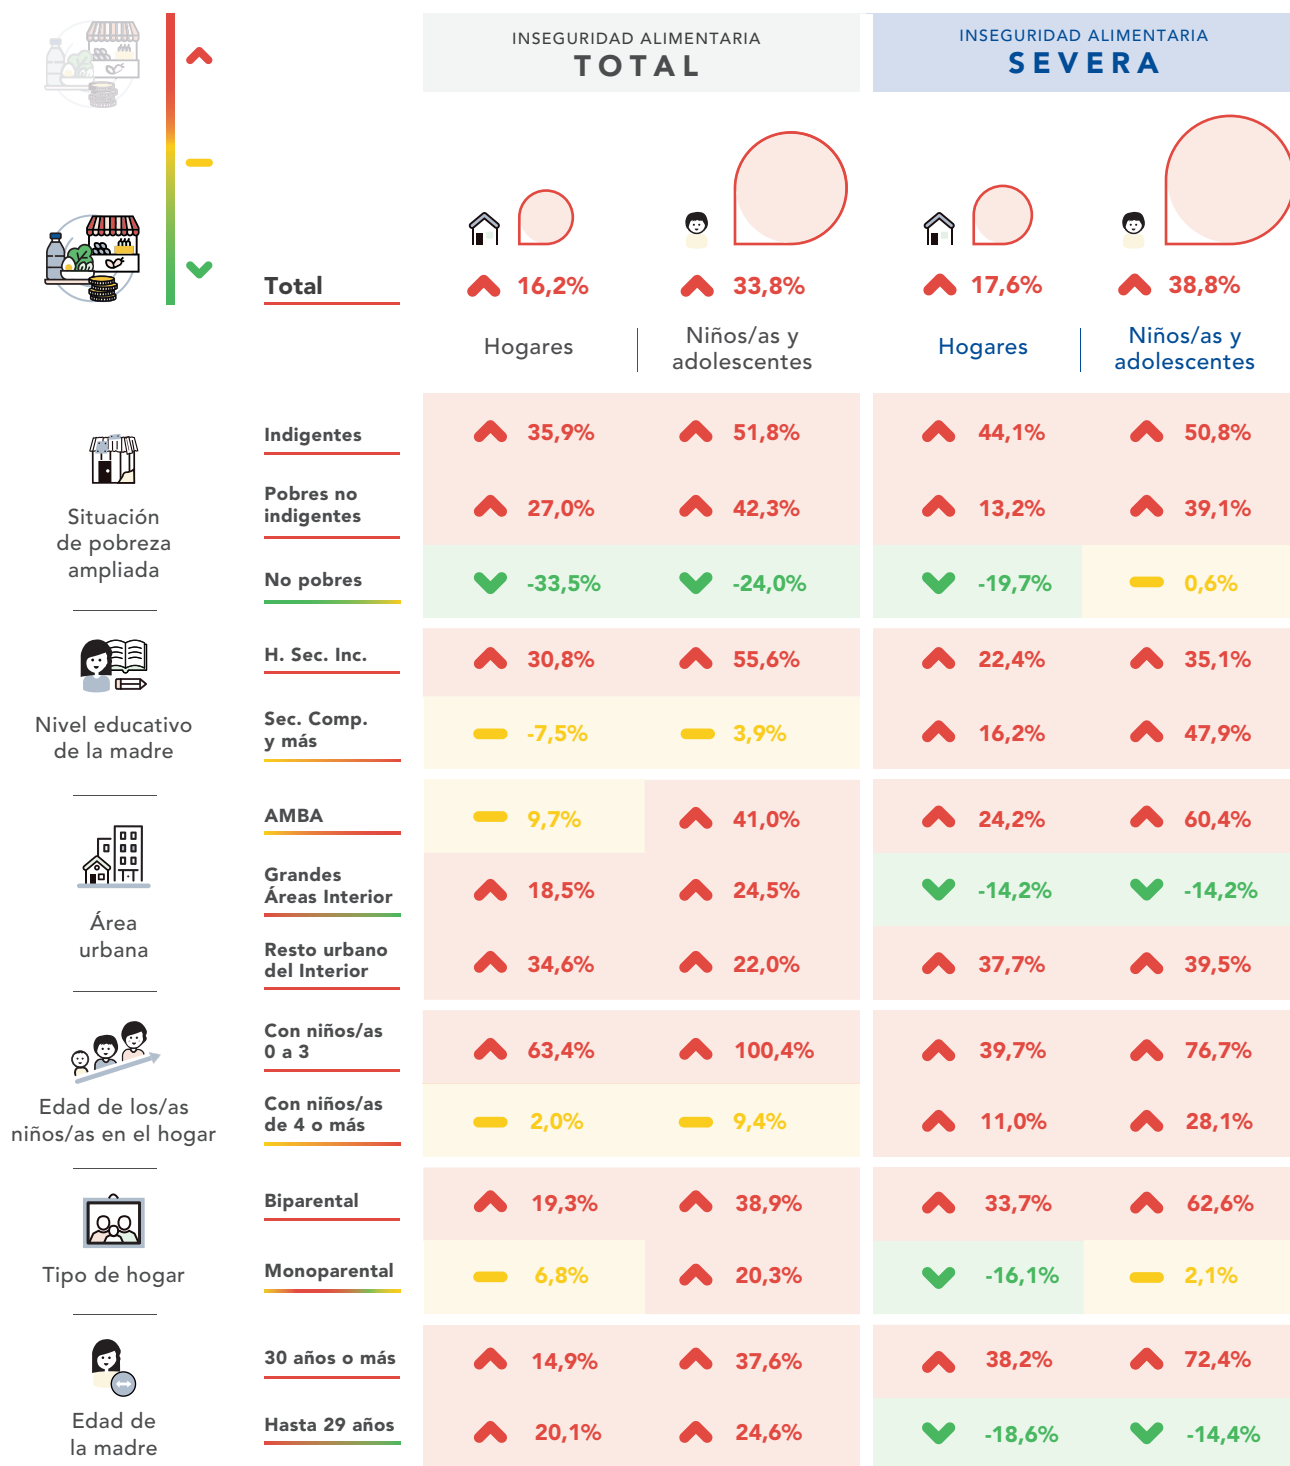 INSEGURIDAD ALIMENTARIA
TOTAL
INSEGURIDAD ALIMENTARIA
SEVERA
Total
16,2%
33,8%
17,6%
38,8%
Hogares
Niños/as y
adolescentes
Hogares
Niños/as y
adolescentes
Situación
de pobreza
ampliada
Indigentes
35,9%
51,8%
44,1%
50,8%
Pobres no
indigentes
27,0%
42,3%
13,2%
39,1%
No pobres
-33,5%
-24,0%
-19,7%
0,6%
Nivel educativo
de la madre
H. Sec. Inc.
30,8%
55,6%
22,4%
35,1%
Sec. Comp.
y más
-7,5%
3,9%
16,2%
47,9%
Área
urbana
AMBA
9,7%
41,0%
24,2%
60,4%
Grandes
Áreas Interior
18,5%
24,5%
-14,2%
-14,2%
Resto urbano
del Interior
34,6%
22,0%
37,7%
39,5%
Edad de los/as
niños/as en el hogar
Con niños/as
0 a 3
63,4%
100,4%
39,7%
76,7%
Con niños/as
de 4 o más
2,0%
9,4%
11,0%
28,1%
Tipo de hogar
Biparental
19,3%
38,9%
33,7%
62,6%
Monoparental
6,8%
20,3%
-16,1%
2,1%
Edad de
la madre
30 años o más
14,9%
37,6%
38,2%
72,4%
Hasta 29 años
20,1%
24,6%
-18,6%
-14,4%